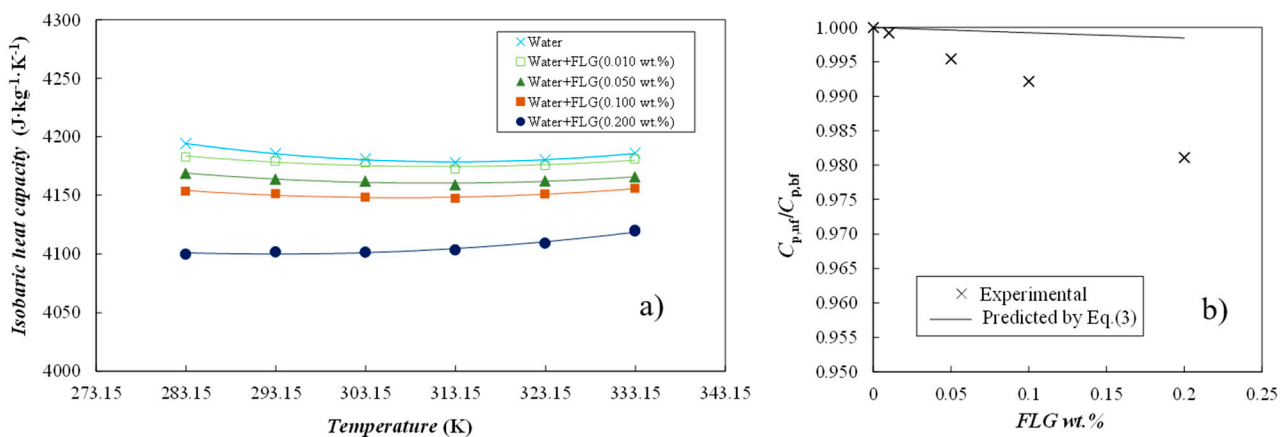 4300
4250
4200
4150
4100
4050
4000
273.15 283.15 293.15 303.15 313.15 323.15 333.15 343.15
Isobaric heat capacity (J·kg⁻¹·K⁻¹)
Temperature (K)
Water
Water+FLG(0.010 wt.%)
Water+FLG(0.050 wt.%)
Water+FLG(0.100 wt.%)
Water+FLG(0.200 wt.%)
a)
1.000
0.995
0.990
0.985
0.980
0.975
0.970
0.965
0.960
0.955
0.950
0 0.05 0.1 0.15 0.2 0.25
Cp,nf/Cp,bf
FLG wt.%
Experimental
Predicted by Eq.(3)
b)